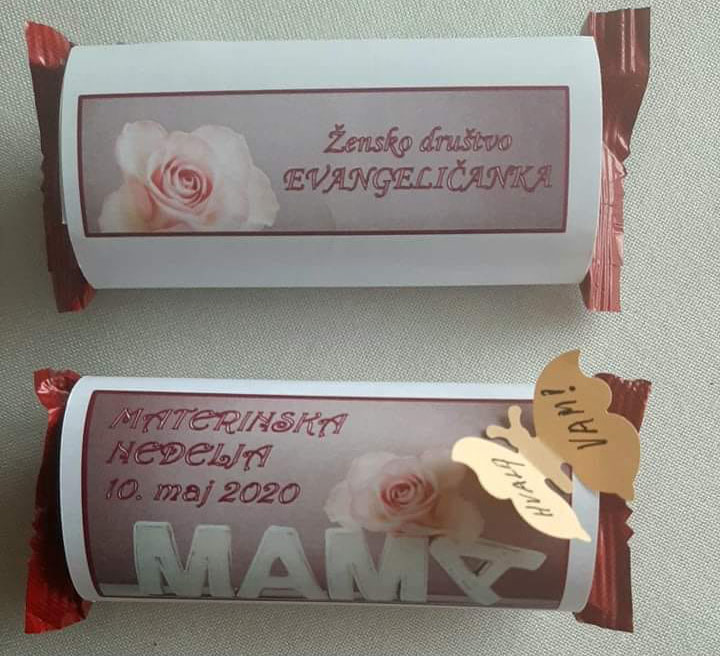 Žensko društvo
EVANGELIČANKA
MATERINSKA
NEDELJA
10. maj 2020
MAMA
HVALA
VAM!